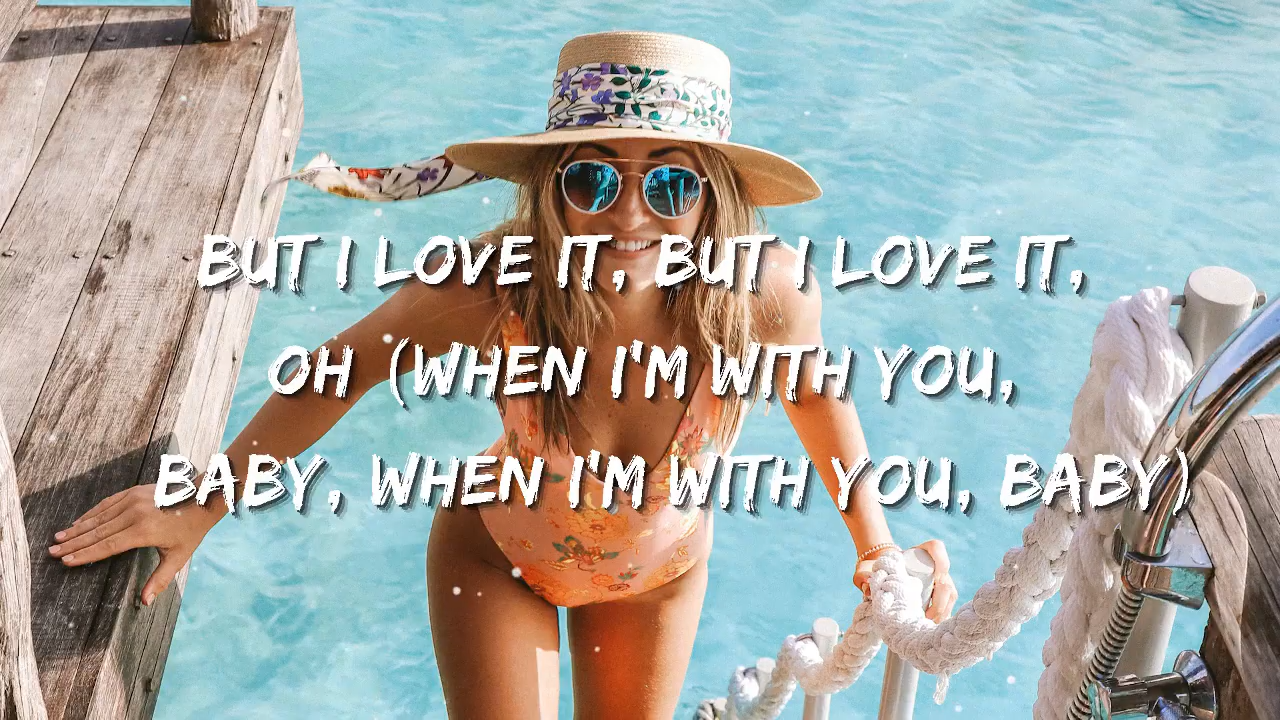 BUT I LOVE IT, BUT I LOVE IT,
OH (WHEN I'M WITH YOU,
BABY, WHEN I'M WITH YOU, BABY)